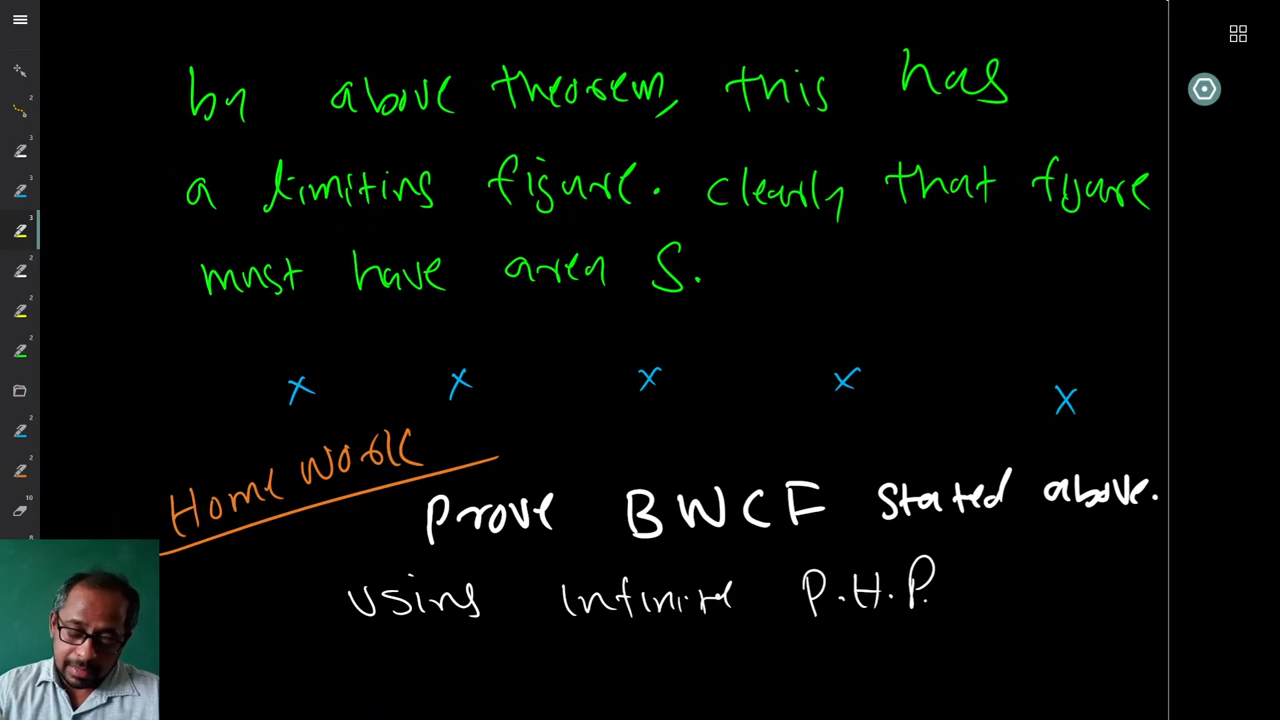 by above theorem, this has
a limiting figure. clearly that figure
must have area S.
x x x x x
Home Work
Prove BWCF stated above.
using infinite P.H.P.